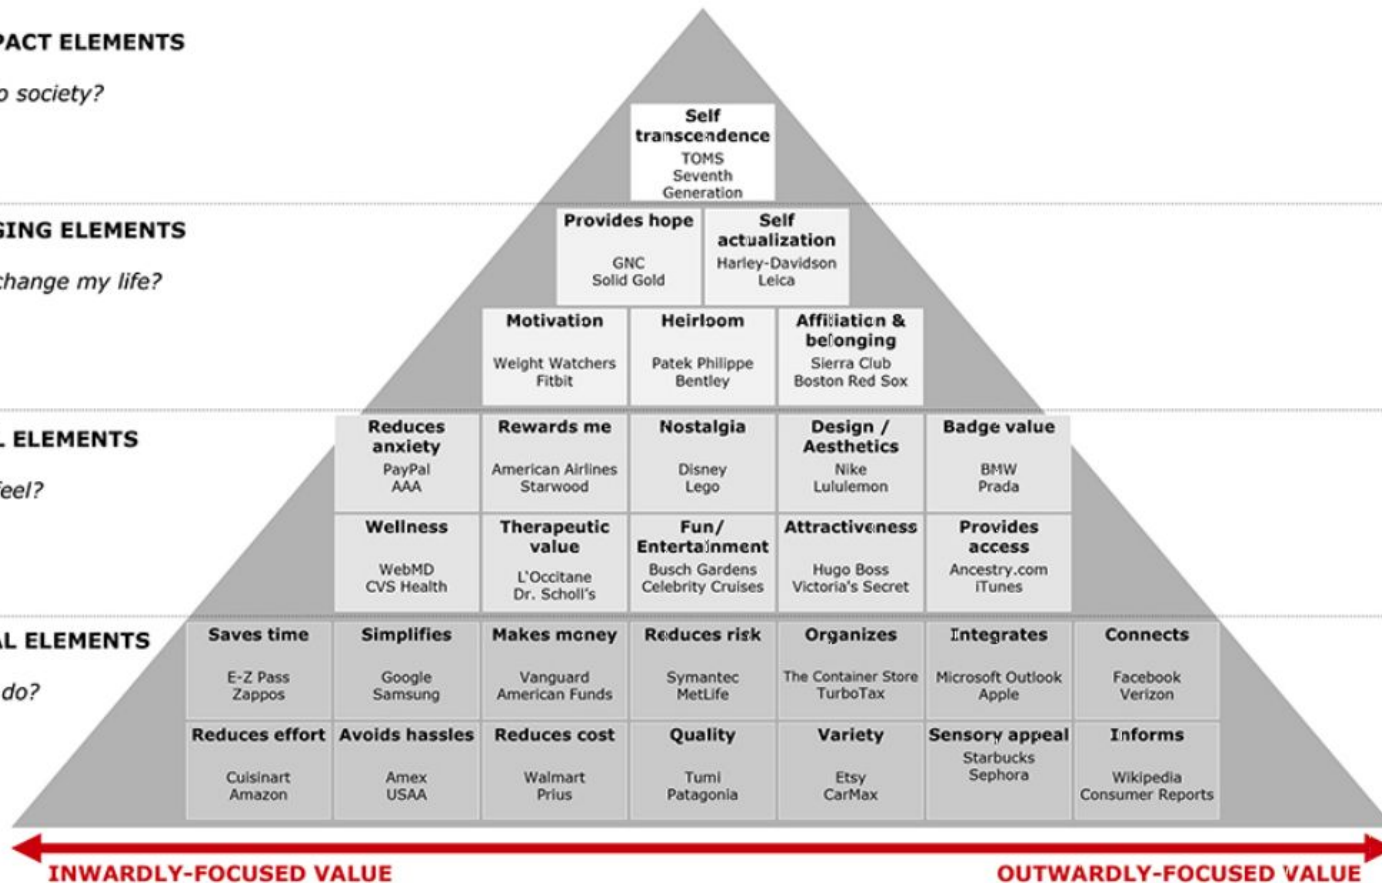 PACT ELEMENTS
o society?
Self
transcendence
TOMS
Seventh
Generation
GING ELEMENTS
change my life?
Provides hope
GNC
Solid Gold
Self
actualization
Harley-Davidson
Leica
Motivation
Weight Watchers
Fitbit
Heirloom
Patek Philippe
Bentley
Affiliation &
belonging
Sierra Club
Boston Red Sox
L ELEMENTS
feel?
Reduces
anxiety
PayPal
AAA
Rewards me
American Airlines
Starwood
Nostalgia
Disney
Lego
Design /
Aesthetics
Nike
Lululemon
Badge value
BMW
Prada
Wellness
WebMD
CVS Health
Therapeutic
value
L'Occitane
Dr. Scholl's
Fun/
Entertainment
Busch Gardens
Celebrity Cruises
Attractiveness
Hugo Boss
Victoria's Secret
Provides
access
Ancestry.com
iTunes
AL ELEMENTS
do?
Saves time
E-Z Pass
Zappos
Simplifies
Google
Samsung
Makes money
Vanguard
American Funds
Reduces risk
Symantec
MetLife
Organizes
The Container Store
TurboTax
Integrates
Microsoft Outlook
Apple
Connects
Facebook
Verizon
Reduces effort
Cuisinart
Amazon
Avoids hassles
Amex
USAA
Reduces cost
Walmart
Prius
Quality
Tumi
Patagonia
Variety
Etsy
CarMax
Sensory appeal
Starbucks
Sephora
Informs
Wikipedia
Consumer Reports
INWARDLY-FOCUSED VALUE
OUTWARDLY-FOCUSED VALUE